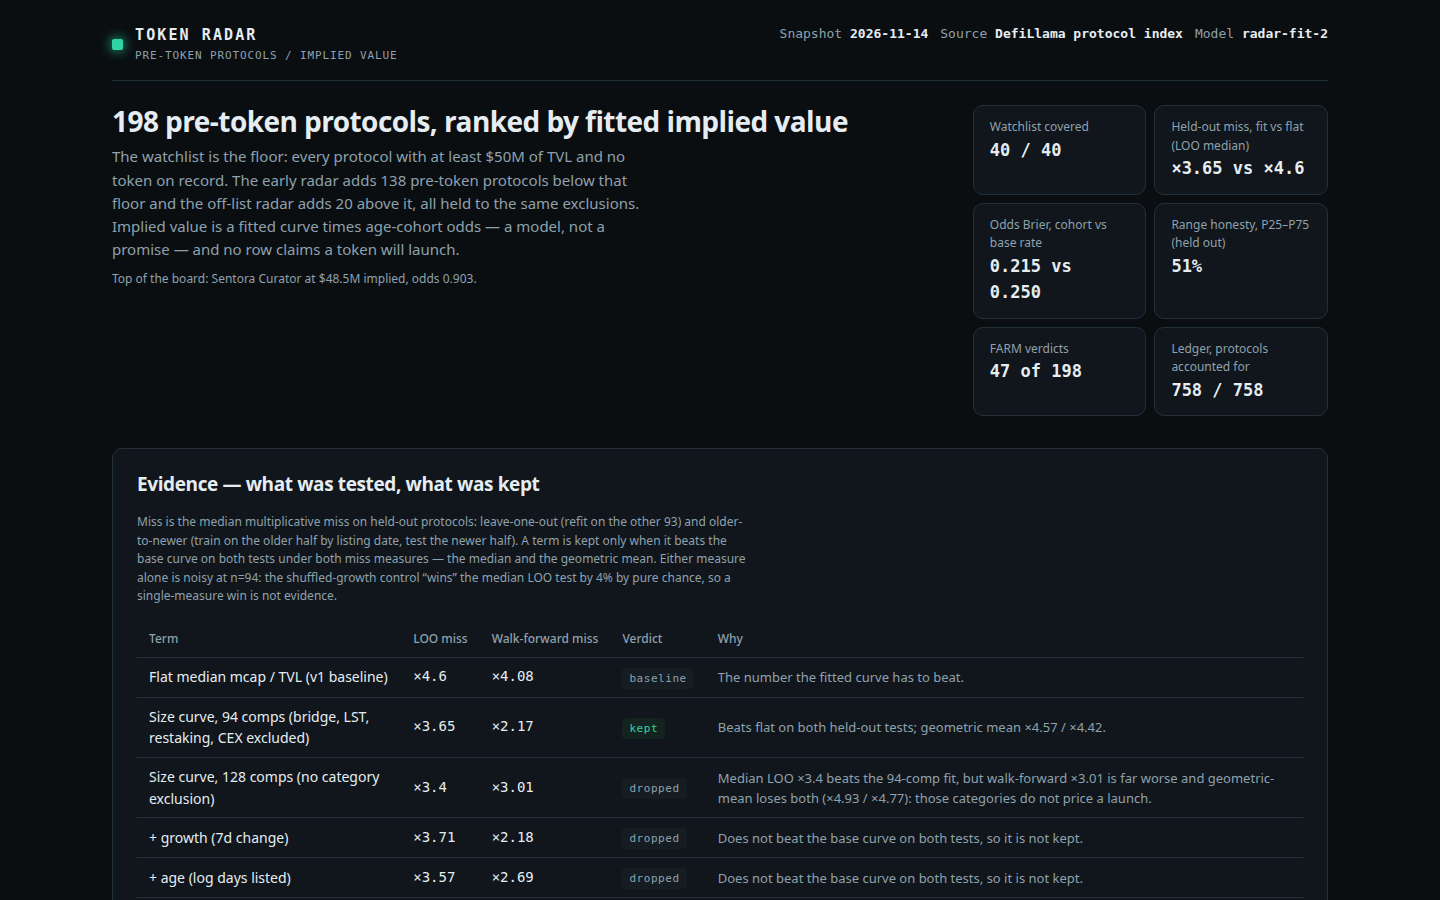 TOKEN RADAR
PRE-TOKEN PROTOCOLS / IMPLIED VALUE
Snapshot 2026-11-14 Source DefiLlama protocol index Model radar-fit-2
198 pre-token protocols, ranked by fitted implied value
The watchlist is the floor: every protocol with at least $50M of TVL and no
token on record. The early radar adds 138 pre-token protocols below that
floor and the off-list radar adds 20 above it, all held to the same exclusions.
Implied value is a fitted curve times age-cohort odds — a model, not a
promise — and no row claims a token will launch.
Top of the board: Sentora Curator at $48.5M implied, odds 0.903.
Watchlist covered
40 / 40
Held-out miss, fit vs flat
(LOO median)
×3.65 vs ×4.6
Odds Brier, cohort vs
base rate
0.215 vs
0.250
Range honesty, P25–P75
(held out)
51%
FARM verdicts
47 of 198
Ledger, protocols
accounted for
758 / 758
Evidence — what was tested, what was kept
Miss is the median multiplicative miss on held-out protocols: leave-one-out (refit on the other 93) and older-
to-newer (train on the older half by listing date, test the newer half). A term is kept only when it beats the
base curve on both tests under both miss measures — the median and the geometric mean. Either measure
alone is noisy at n=94: the shuffled-growth control “wins” the median LOO test by 4% by pure chance, so a
single-measure win is not evidence.
Term LOO miss Walk-forward miss Verdict Why
Flat median mcap / TVL (v1 baseline) ×4.6 ×4.08 baseline The number the fitted curve has to beat.
Size curve, 94 comps (bridge, LST,
restaking, CEX excluded) ×3.65 ×2.17 kept Beats flat on both held-out tests; geometric mean ×4.57 / ×4.42.
Size curve, 128 comps (no category
exclusion) ×3.4 ×3.01 dropped Median LOO ×3.4 beats the 94-comp fit, but walk-forward ×3.01 is far worse and geometric-
mean loses both (×4.93 / ×4.77): those categories do not price a launch.
+ growth (7d change) ×3.71 ×2.18 dropped Does not beat the base curve on both tests, so it is not kept.
+ age (log days listed) ×3.57 ×2.69 dropped Does not beat the base curve on both tests, so it is not kept.